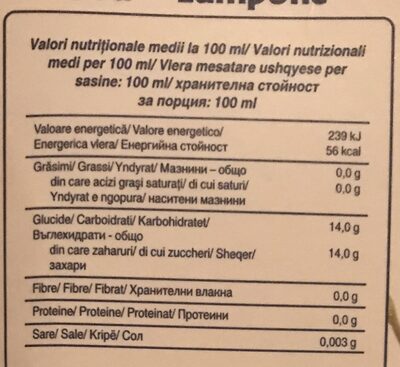 Valori nutriționale medii la 100 ml/ Valori nutrizionali
medi per 100 ml/ Vlera mesatare ushqyese per
sasine: 100 ml/ хранителна стойност
за порция: 100 ml
Valoare energetică/ Valore energetico/ 239 kJ
Energerica vlera/ Енергийна стойност 56 kcal
Grăsimi/ Grassi/ Yndyrat/ Мазнини – общо 0,0 g
din care acizi grași saturați/ di cui saturi/ 0,0 g
Yndyrat e ngopura/ наситени мазнини
Glucide/ Carboidrati/ Karbohidratet/ 14,0 g
Въглехидрати - общо
din care zaharuri/ di cui zuccheri/ Sheqer/ 14,0 g
захари
Fibre/ Fibre/ Fibrat/ Хранителни влакна 0,0 g
Proteine/ Proteine/ Proteinat/ Протеини 0,0 g
Sare/ Sale/ Kripë/ Сол 0,003 g